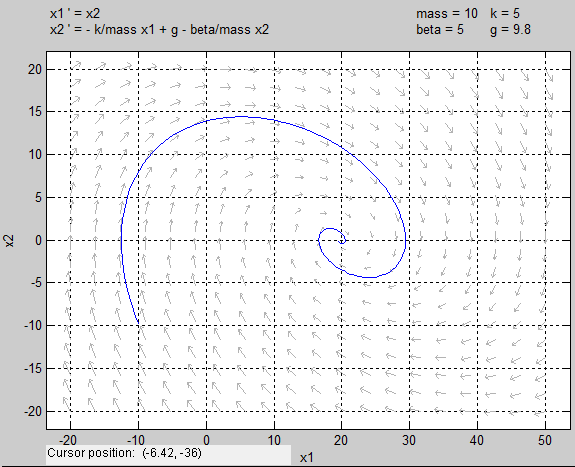 x1 ' = x2
x2 ' = - k/mass x1 + g - beta/mass x2
mass = 10 k = 5
beta = 5 g = 9.8
20
15
10
5
0
-5
-10
-15
-20
x2
-20 -10 0 10 20 30 40 50
x1
Cursor position: (-6.42, -36)